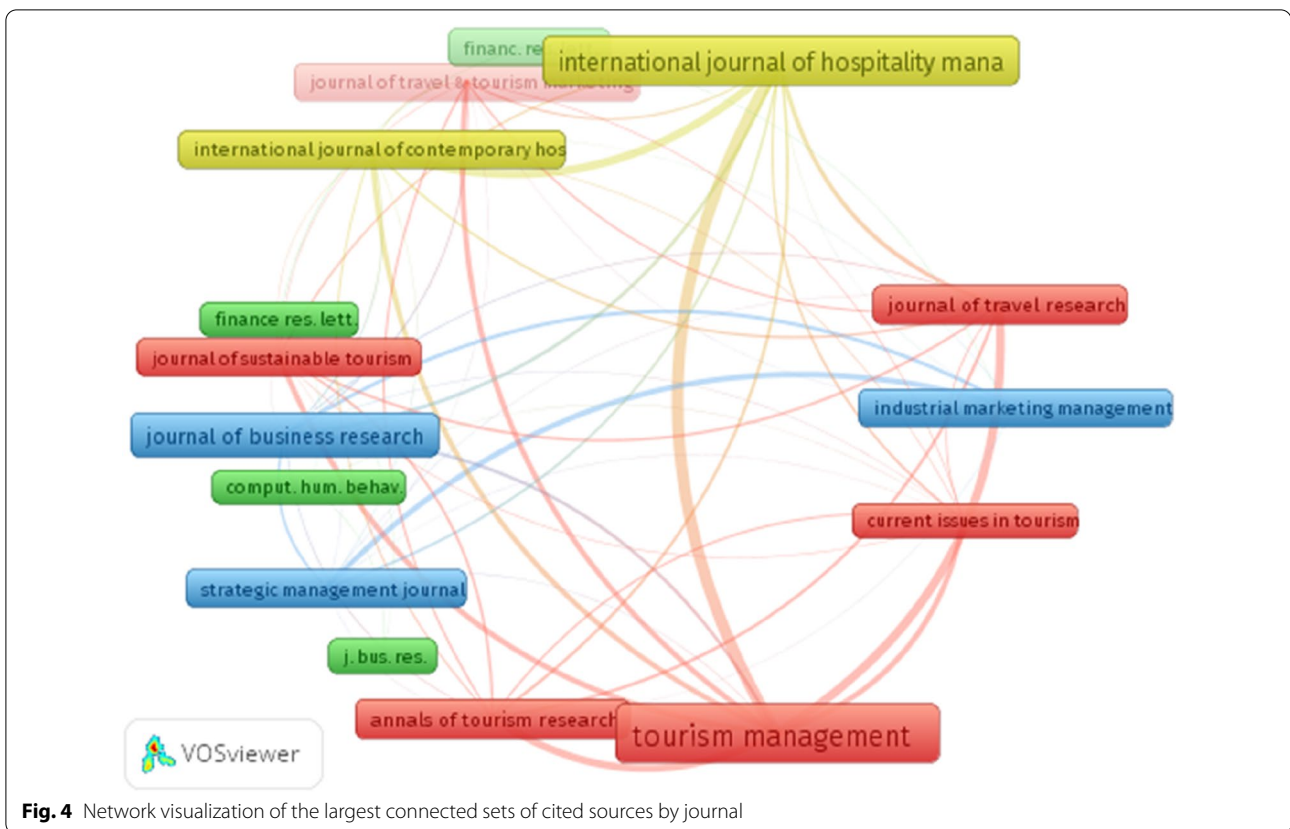 financ. res.
international journal of hospitality mana
journal of travel & tourism marketing
international journal of contemporary hos
finance res. lett.
journal of travel research
journal of sustainable tourism
industrial marketing management
journal of business research
comput. hum. behav.
current issues in tourism
strategic management journal
j. bus. res.
annals of tourism research
tourism management
VOSviewer
Fig. 4 Network visualization of the largest connected sets of cited sources by journal